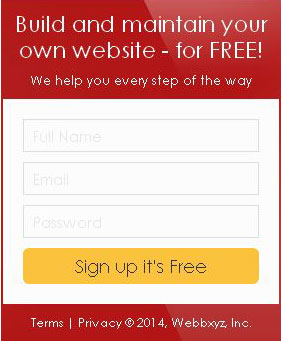 Build and maintain your
own website - for FREE!
We help you every step of the way
Full Name
Email
Password
Sign up it's Free
Terms | Privacy © 2014, Webbxyz, Inc.